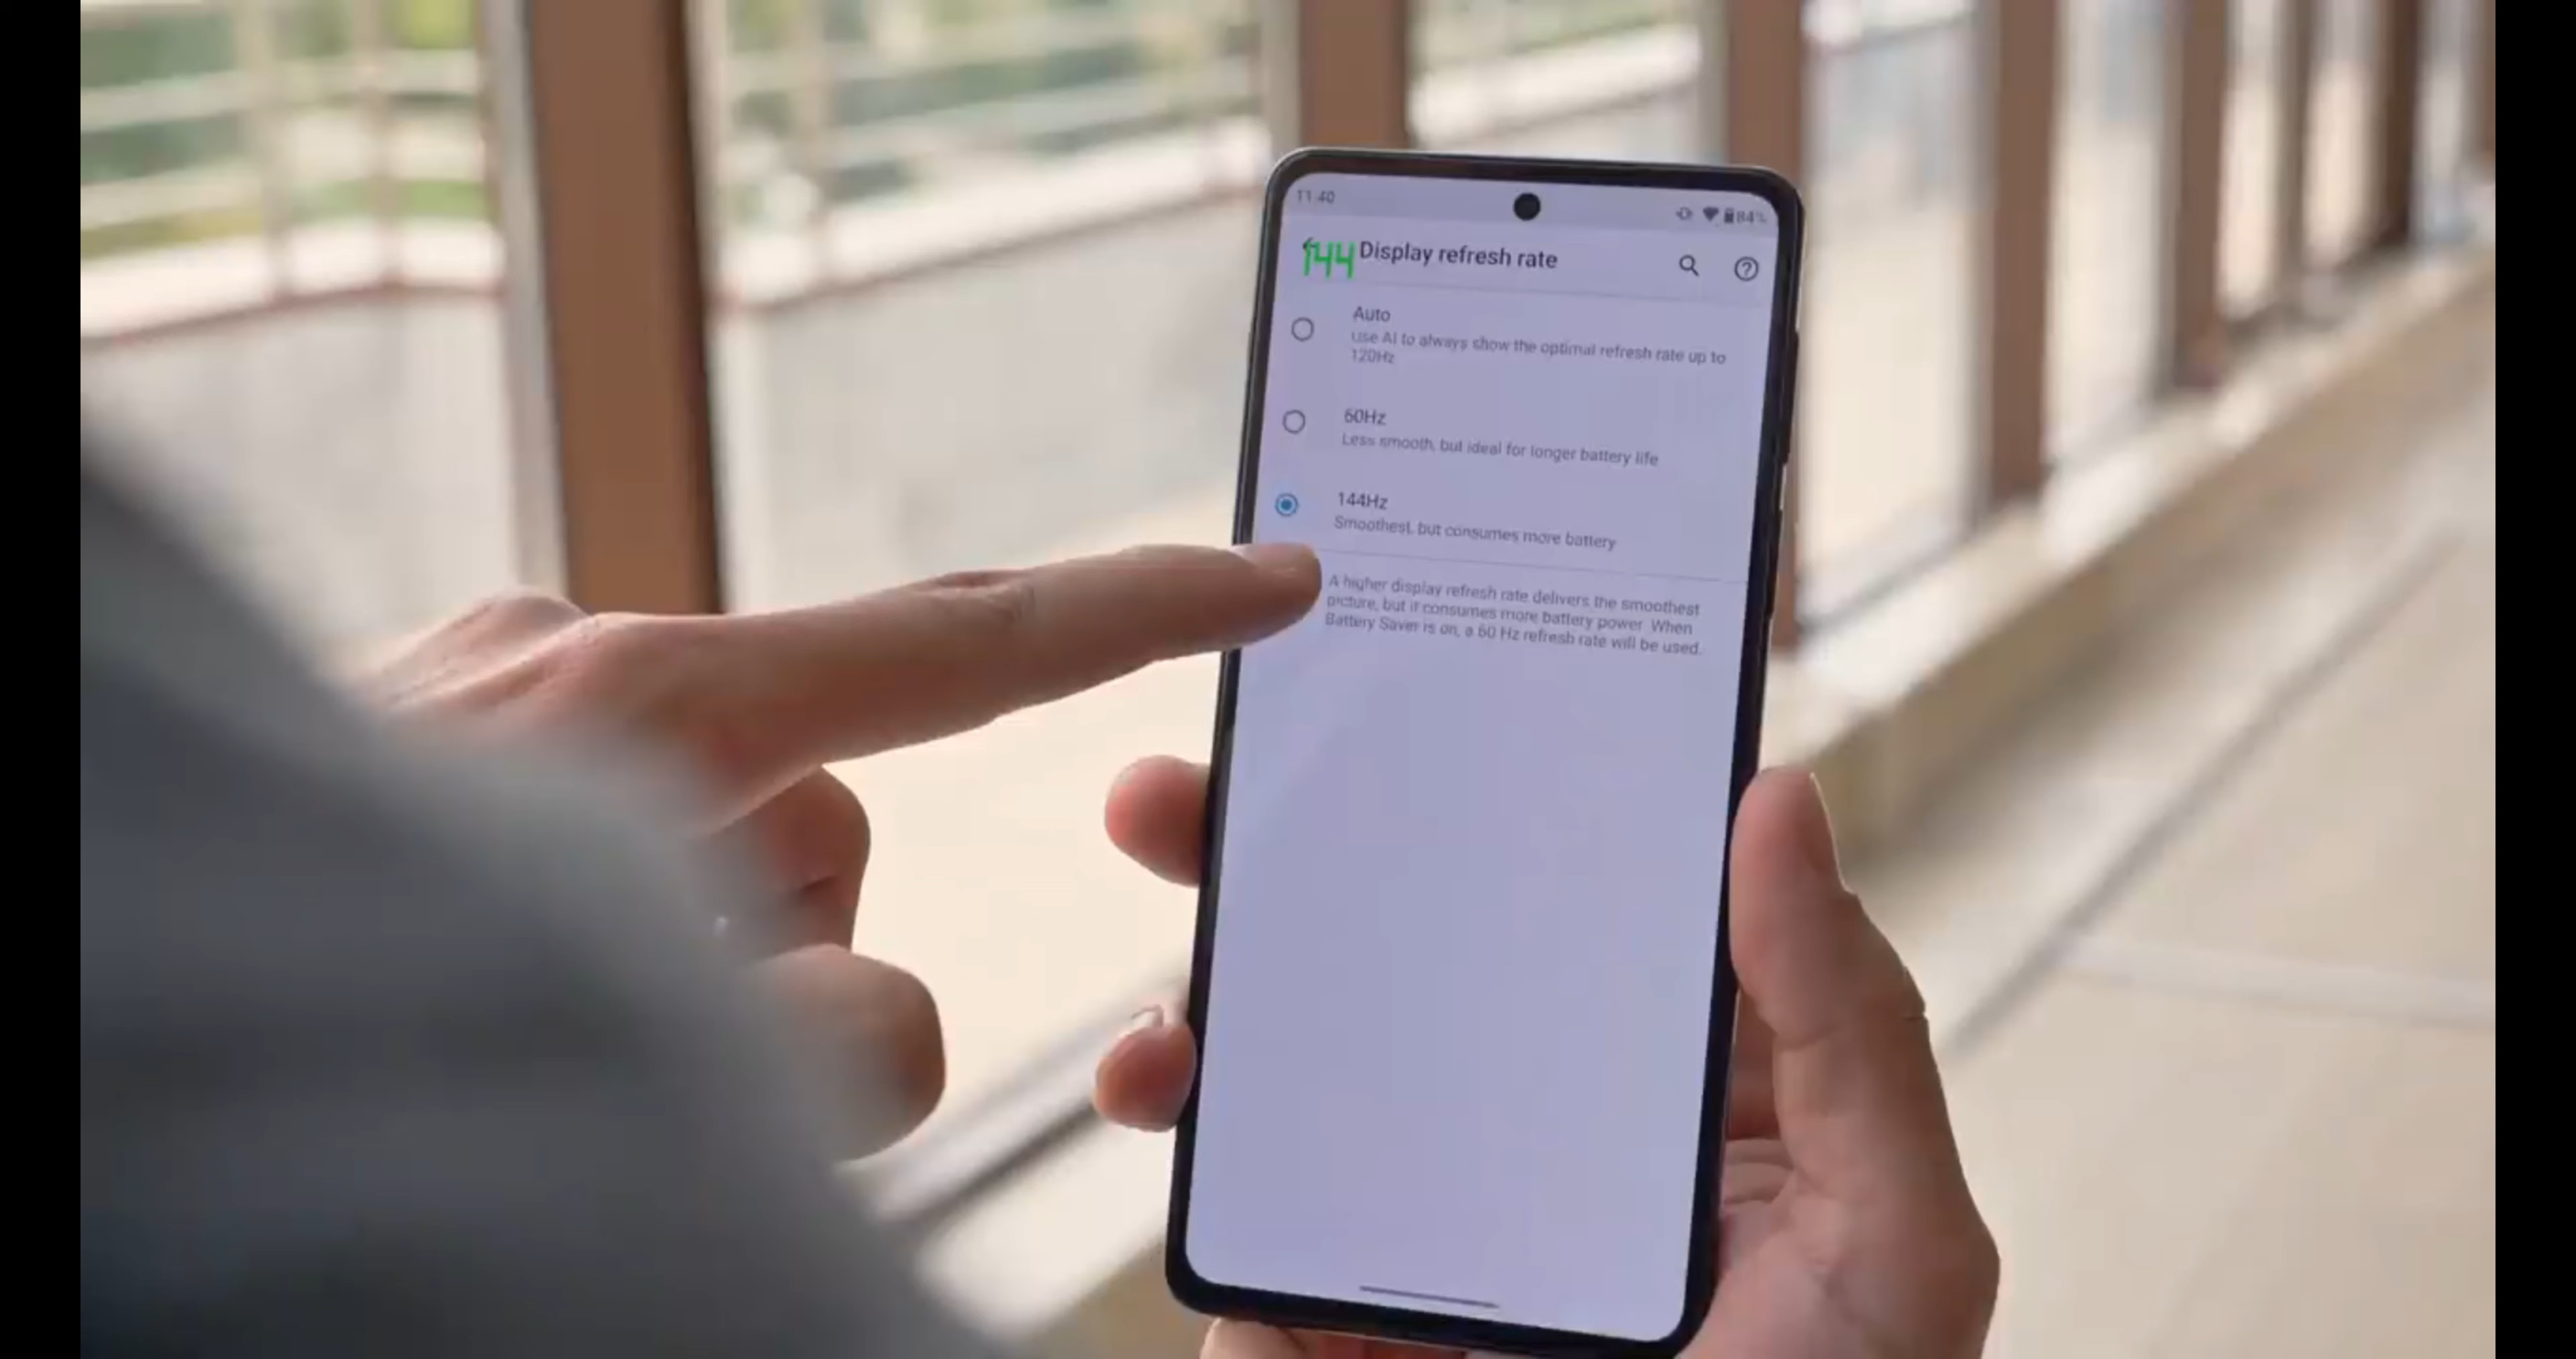 11:40
84%
144
Display refresh rate
Auto
Use AI to always show the optimal refresh rate up to
120Hz
60Hz
Less smooth, but ideal for longer battery life
144Hz
Smoothest, but consumes more battery
A higher display refresh rate delivers the smoothest
picture, but it consumes more battery power. When
Battery Saver is on, a 60 Hz refresh rate will be used.